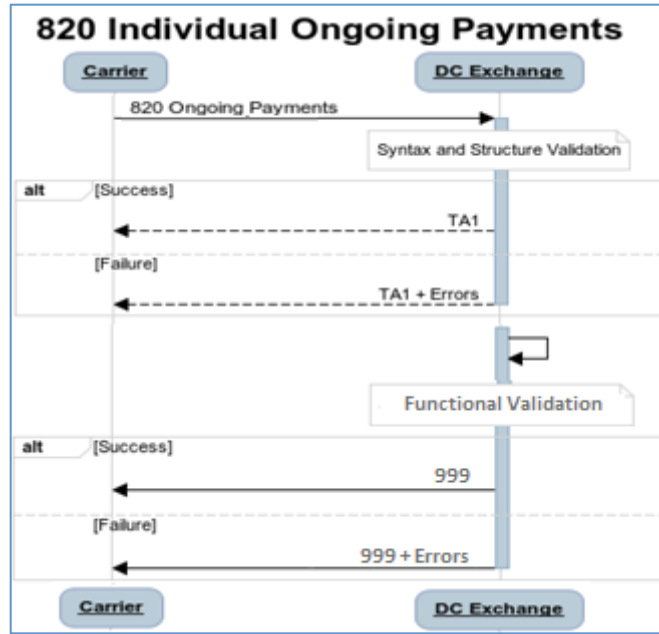 820 Individual Ongoing Payments
Carrier
DC Exchange
820 Ongoing Payments
Syntax and Structure Validation
alt
[Success]
TA1
[Failure]
TA1 + Errors
Functional Validation
alt
[Success]
999
[Failure]
999 + Errors
Carrier
DC Exchange